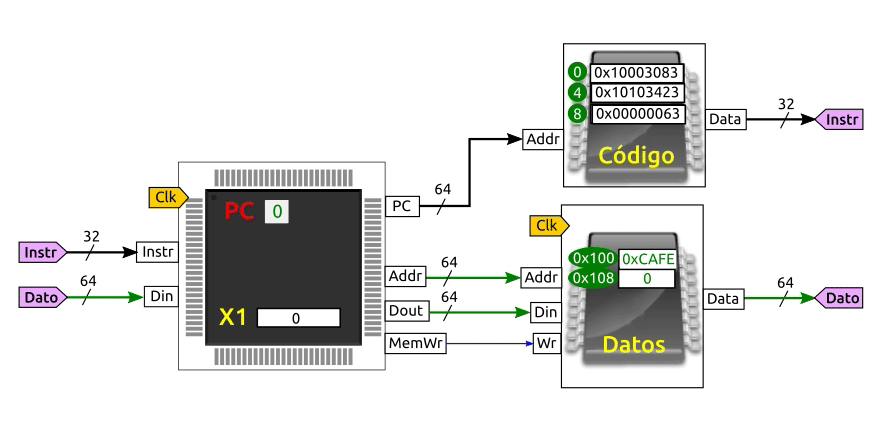 0 0x10003083
4 0x10103423
8 0x00000063
Código
Addr
Data
32
Instr
Clk
PC 0
PC
64
Instr
32
Instr
Dato
64
Din
X1 0
Addr
64
Dout
64
MemWr
Clk
0x100 0xCAFE
0x108 0
Addr
Din
Wr
Datos
Data
64
Dato